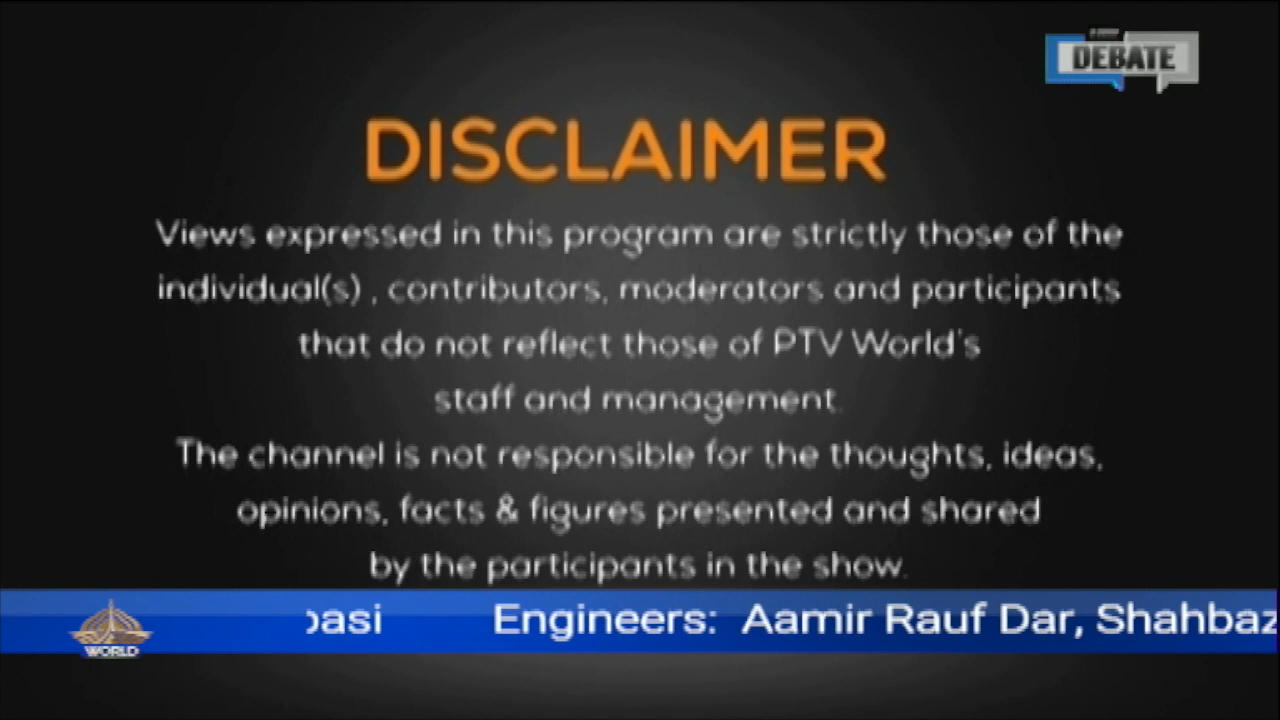 DEBATE
DISCLAIMER
Views expressed in this program are strictly those of the
individual(s) , contributors, moderators and participants
that do not reflect those of PTV World's
staff and management.
The channel is not responsible for the thoughts, ideas,
opinions, facts & figures presented and shared
by the participants in the show.
Engineers: Aamir Rauf Dar, Shahbaz
WORLD